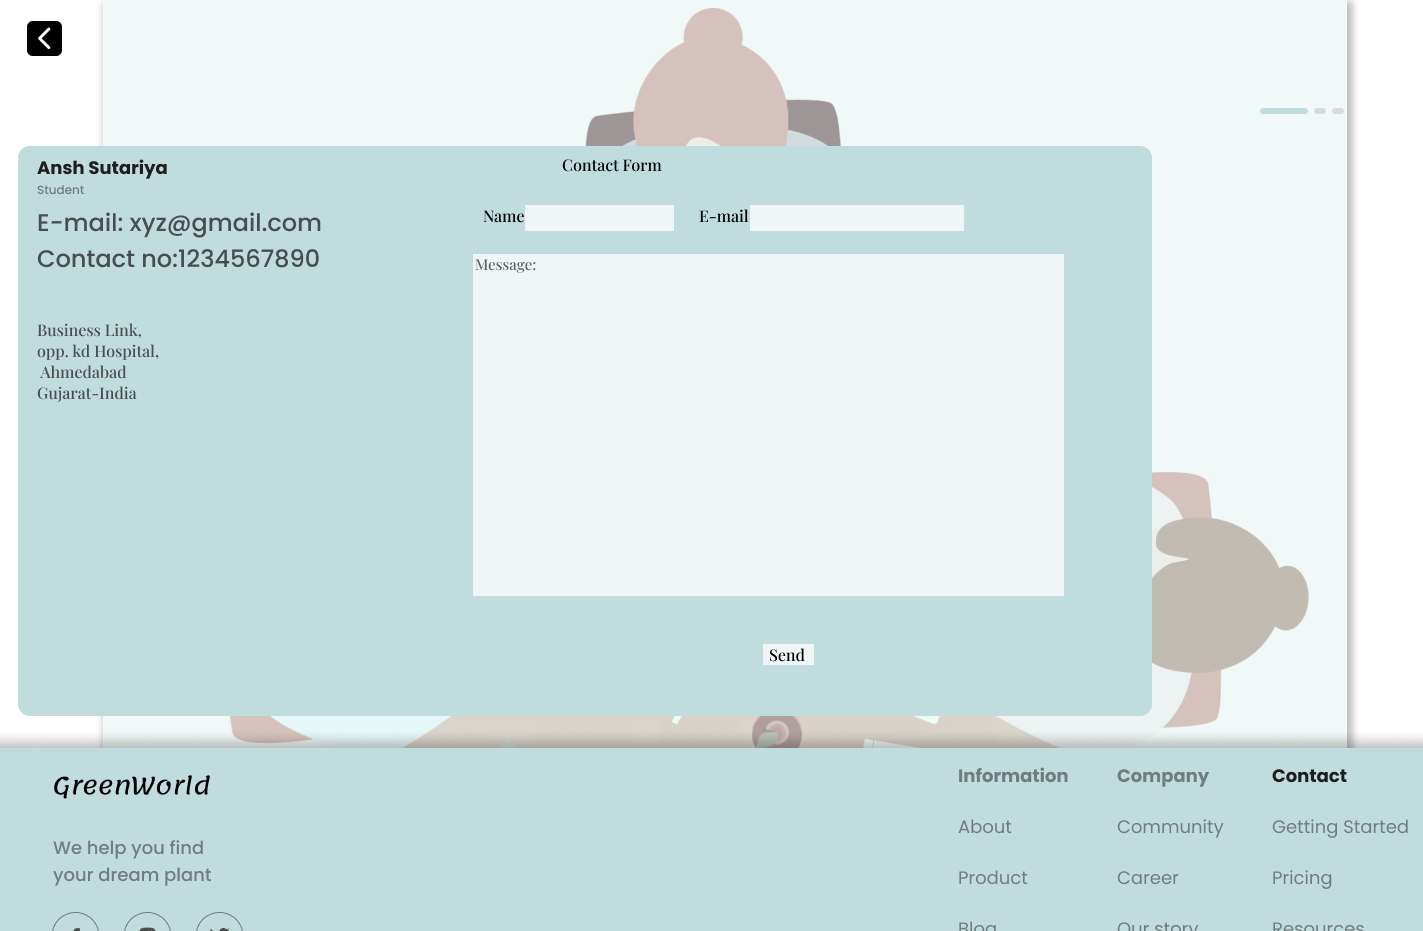 Ansh Sutariya
Student
E-mail: xyz@gmail.com
Contact no:1234567890
Business Link,
opp. kd Hospital,
Ahmedabad
Gujarat-India
Contact Form
Name
E-mail
Message:
Send
GreenWorld
We help you find
your dream plant
Information
About
Product
Blog
Company
Community
Career
Our story
Contact
Getting Started
Pricing
Resources